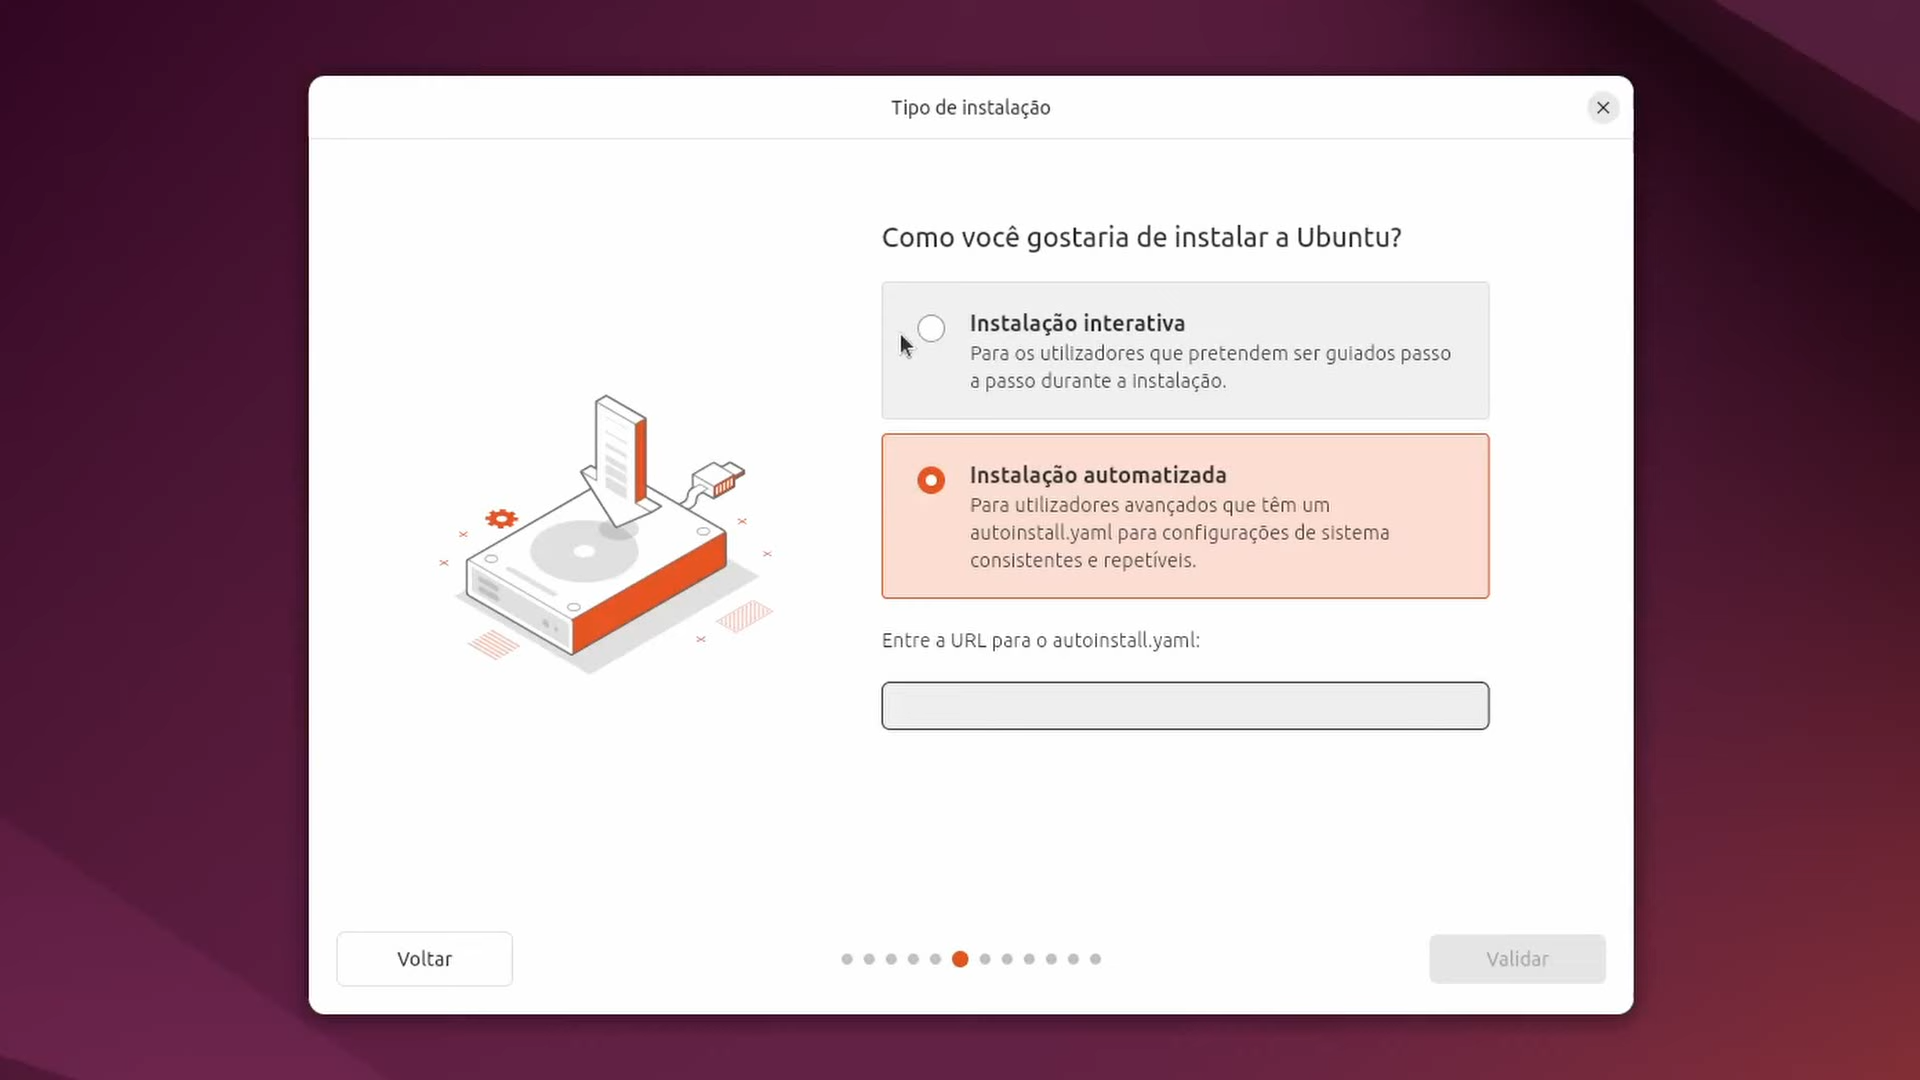 Tipo de instalação
Como você gostaria de instalar a Ubuntu?
Instalação interativa
Para os utilizadores que pretendem ser guiados passo
a passo durante a instalação.
Instalação automatizada
Para utilizadores avançados que têm um
autoinstall.yaml para configurações de sistema
consistentes e repetíveis.
Entre a URL para o autoinstall.yaml:
Voltar
Validar